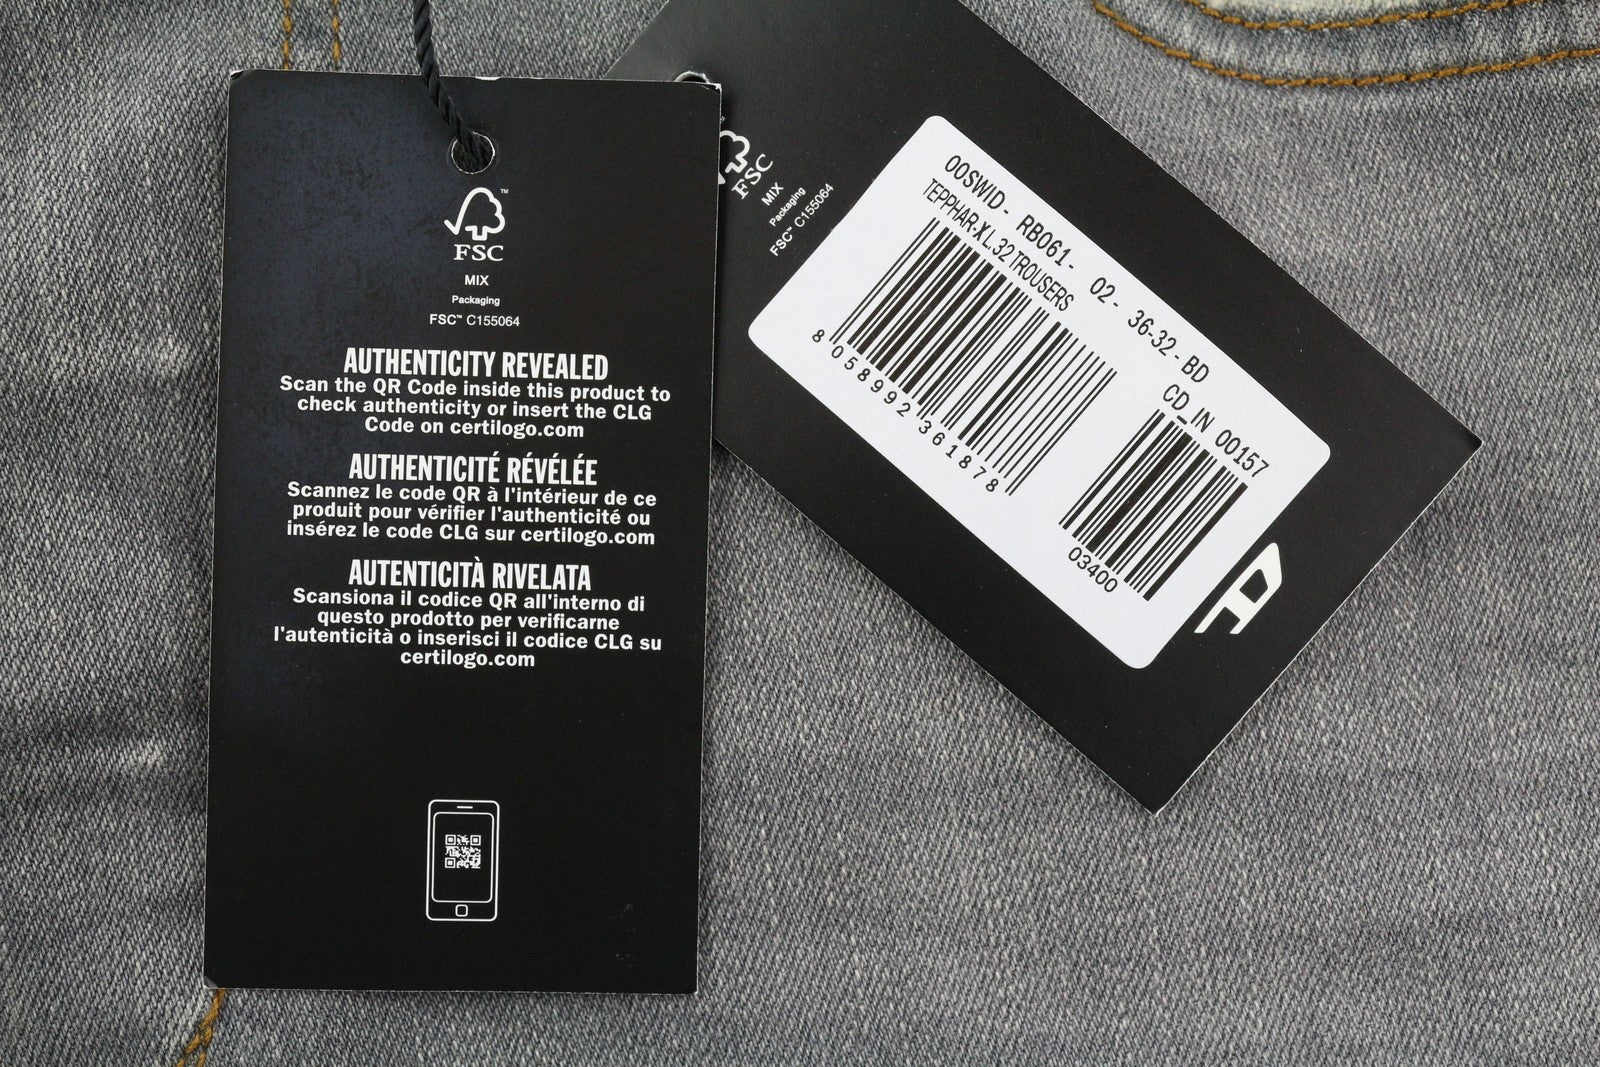 FSC
MIX
Packaging
FSC™ C155064
AUTHENTICITY REVEALED
Scan the QR Code inside this product to
check authenticity or insert the CLG
Code on certilogo.com
AUTHENTICITÉ RÉVÉLÉE
Scannez le code QR à l'intérieur de ce
produit pour vérifier l'authenticité ou
insérez le code CLG sur certilogo.com
AUTENTICITÀ RIVELATA
Scansiona il codice QR all'interno di
questo prodotto per verificarne
l'autenticità o inserisci il codice CLG su
certilogo.com
FSC
MIX
Packaging
FSC™ C155064
00SWID - RB061 - 02 - 36-32 - BD
TEPPHAR-XL.32 TROUSERS
8 058992 361878
CD_IN 00157
03400
D